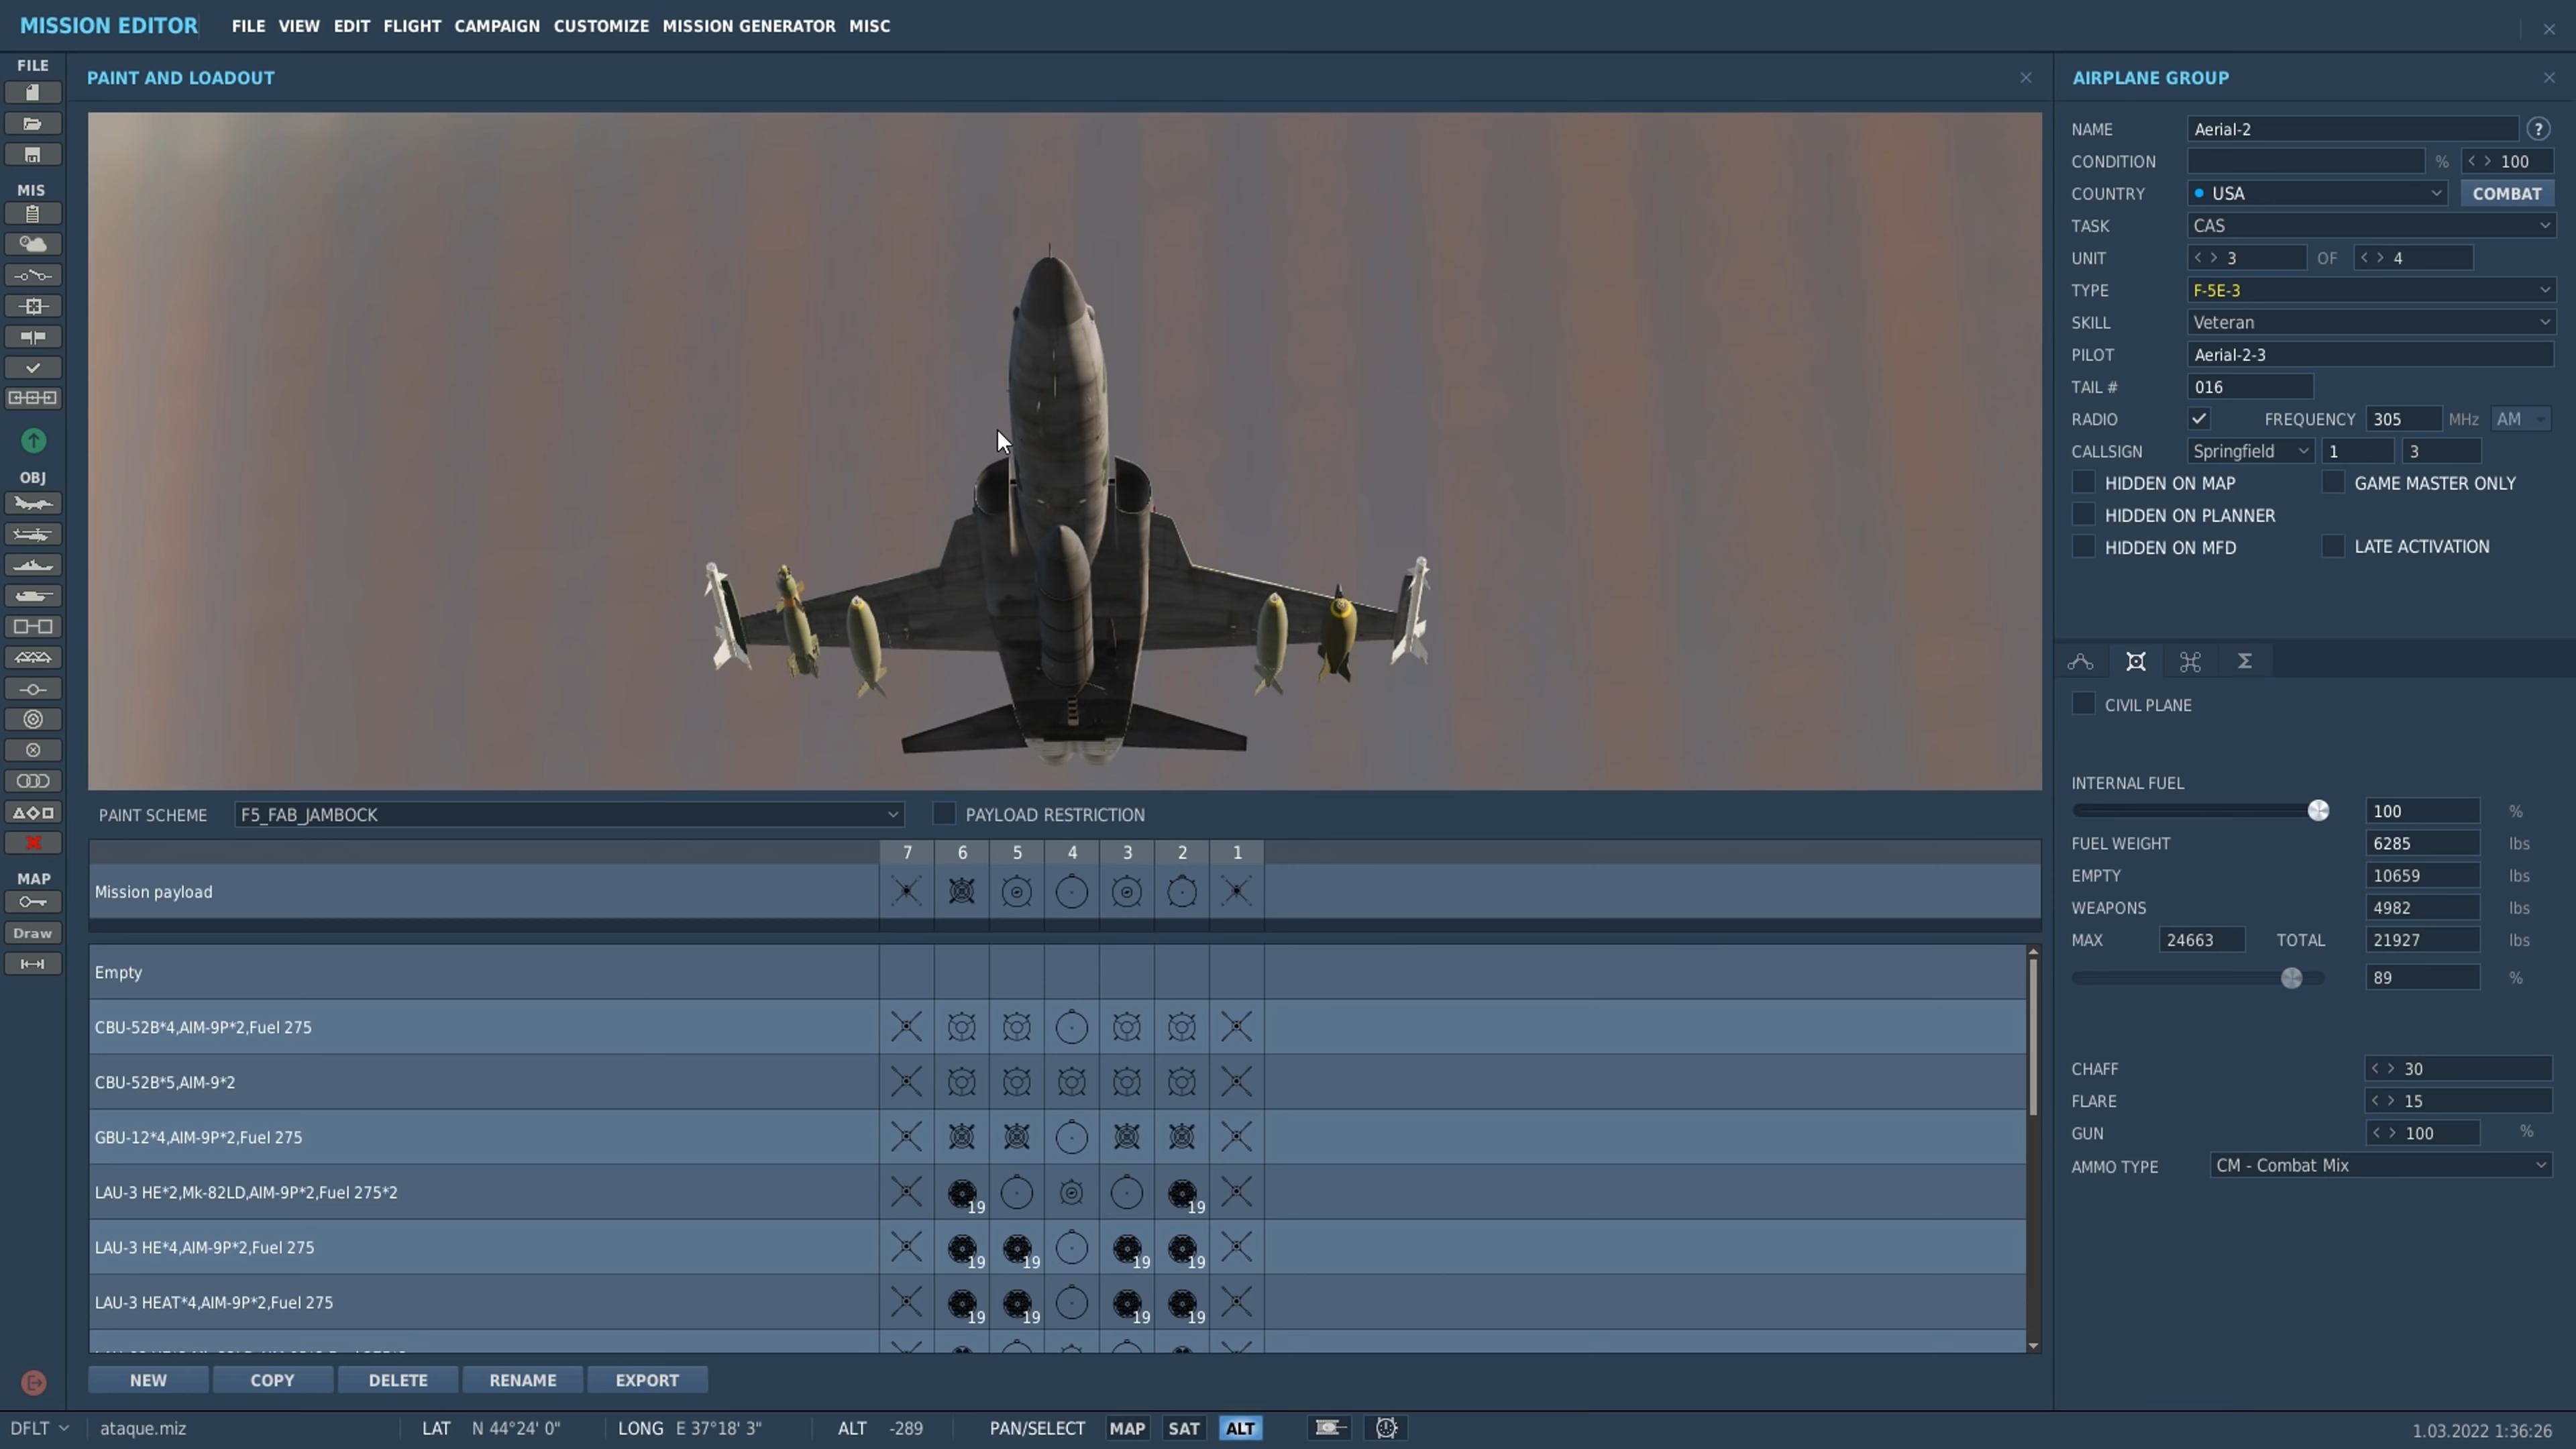 MISSION EDITOR FILE VIEW EDIT FLIGHT CAMPAIGN CUSTOMIZE MISSION GENERATOR MISC
FILE
MIS
OBJ
MAP
Draw
PAINT AND LOADOUT
PAINT SCHEME F5_FAB_JAMBOCK PAYLOAD RESTRICTION
7 6 5 4 3 2 1
Mission payload
Empty
CBU-52B*4,AIM-9P*2,Fuel 275
CBU-52B*5,AIM-9*2
GBU-12*4,AIM-9P*2,Fuel 275
LAU-3 HE*2,Mk-82LD,AIM-9P*2,Fuel 275*2 19 19
LAU-3 HE*4,AIM-9P*2,Fuel 275 19 19 19 19
LAU-3 HEAT*4,AIM-9P*2,Fuel 275 19 19 19 19
NEW COPY DELETE RENAME EXPORT
AIRPLANE GROUP
NAME Aerial-2 ?
CONDITION % < > 100
COUNTRY USA COMBAT
TASK CAS
UNIT < > 3 OF < > 4
TYPE F-5E-3
SKILL Veteran
PILOT Aerial-2-3
TAIL # 016
RADIO FREQUENCY 305 MHz AM
CALLSIGN Springfield 1 3
HIDDEN ON MAP GAME MASTER ONLY
HIDDEN ON PLANNER
HIDDEN ON MFD LATE ACTIVATION
CIVIL PLANE
INTERNAL FUEL
100 %
FUEL WEIGHT 6285 lbs
EMPTY 10659 lbs
WEAPONS 4982 lbs
MAX 24663 TOTAL 21927 lbs
89 %
CHAFF < > 30
FLARE < > 15
GUN < > 100 %
AMMO TYPE CM - Combat Mix
DFLT ataque.miz LAT N 44°24' 0" LONG E 37°18' 3" ALT -289 PAN/SELECT MAP SAT ALT 1.03.2022 1:36:26